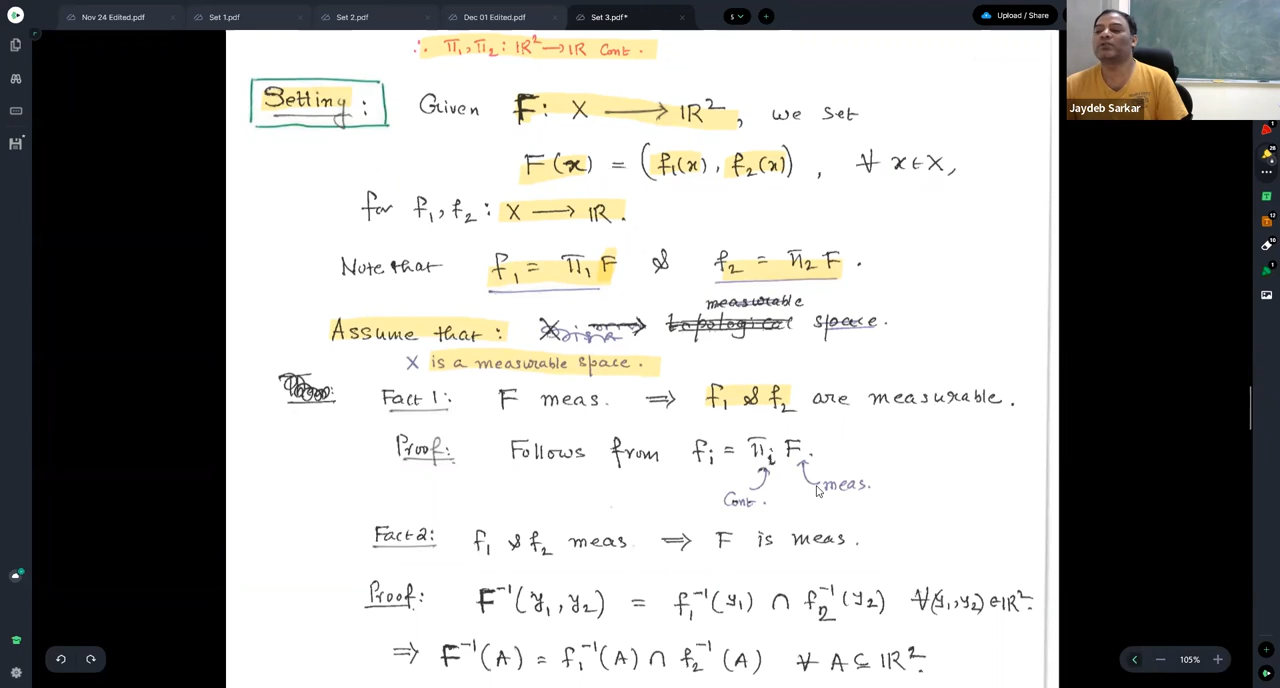 Nov 24 Edited.pdf
Set 1.pdf
Set 2.pdf
Dec 01 Edited.pdf
Set 3.pdf*
5
Upload / Share
∴ π₁, π₂ : ℝ² → ℝ Cont.
Setting: Given F : X → ℝ², we set
F(x) = (f₁(x), f₂(x)), ∀ x ∈ X,
for f₁, f₂ : X → ℝ.
Note that f₁ = π₁ F & f₂ = π₂ F.
measurable
Assume that: X topological space.
X is a measurable space.
Fact 1: F meas. ⟹ f₁ & f₂ are measurable.
Proof: Follows from fᵢ = πᵢ F.
Cont. meas.
Fact 2: f₁ & f₂ meas ⟹ F is meas.
Proof: F⁻¹(y₁, y₂) = f₁⁻¹(y₁) ∩ f₂⁻¹(y₂) ∀(y₁, y₂) ∈ ℝ².
⟹ F⁻¹(A) = f₁⁻¹(A) ∩ f₂⁻¹(A) ∀ A ⊆ ℝ².
Jaydeb Sarkar
105%